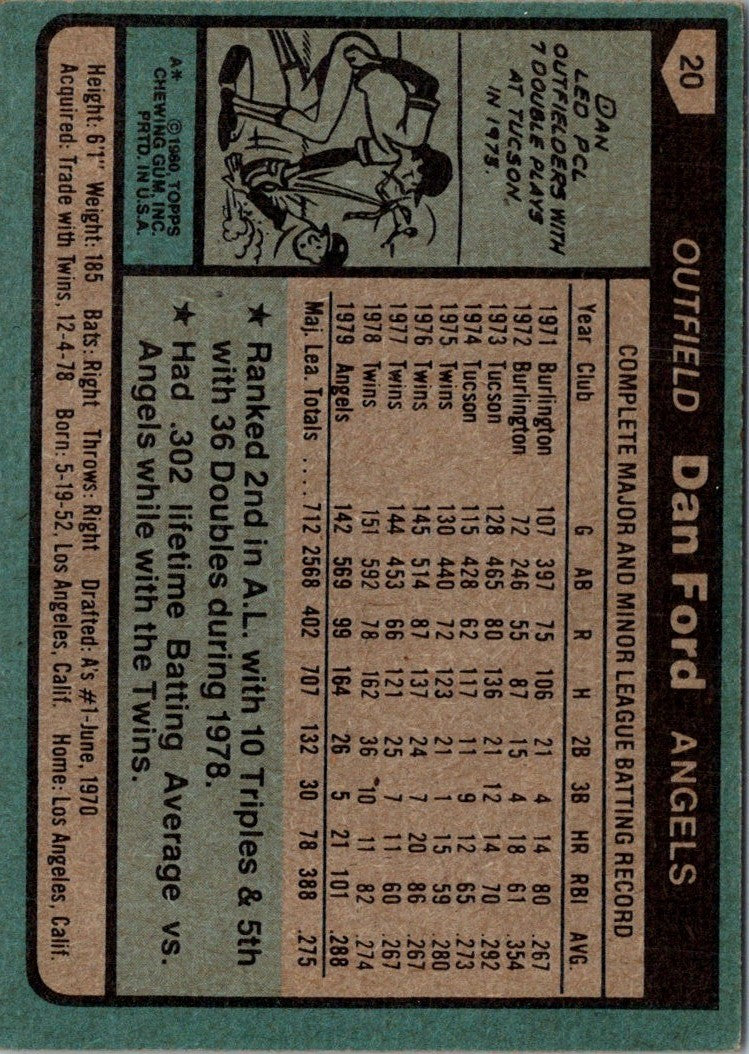 20
OUTFIELD Dan Ford ANGELS
DAN
LED PCL
OUTFIELDERS WITH
7 DOUBLE PLAYS
AT TUCSON
IN 1973.
A* © 1980 TOPPS
CHEWING GUM, INC.
PRTD. IN U.S.A.
COMPLETE MAJOR AND MINOR LEAGUE BATTING RECORD
Year Club G AB R H 2B 3B HR RBI AVG.
1971 Burlington 107 397 75 106 21 4 14 80 .267
1972 Burlington 72 246 55 87 15 4 18 61 .354
1973 Tucson 128 465 80 136 21 12 14 70 .292
1974 Tucson 115 428 62 117 11 9 12 65 .273
1975 Twins 130 440 72 123 21 1 15 59 .280
1976 Twins 145 514 87 137 24 7 20 86 .267
1977 Twins 144 453 66 121 25 7 11 60 .267
1978 Twins 151 592 78 162 36 10 11 82 .274
1979 Angels 142 569 99 164 26 5 21 101 .288
Maj. Lea. Totals .... 712 2568 402 707 132 30 78 388 .275
★ Ranked 2nd in A.L. with 10 Triples & 5th
with 36 Doubles during 1978.
★ Had .302 lifetime Batting Average vs.
Angels while with the Twins.
Height: 6'1" Weight: 185 Bats: Right Throws: Right Drafted: A's #1-June, 1970
Acquired: Trade with Twins, 12-4-78 Born: 5-19-52, Los Angeles, Calif. Home: Los Angeles, Calif.